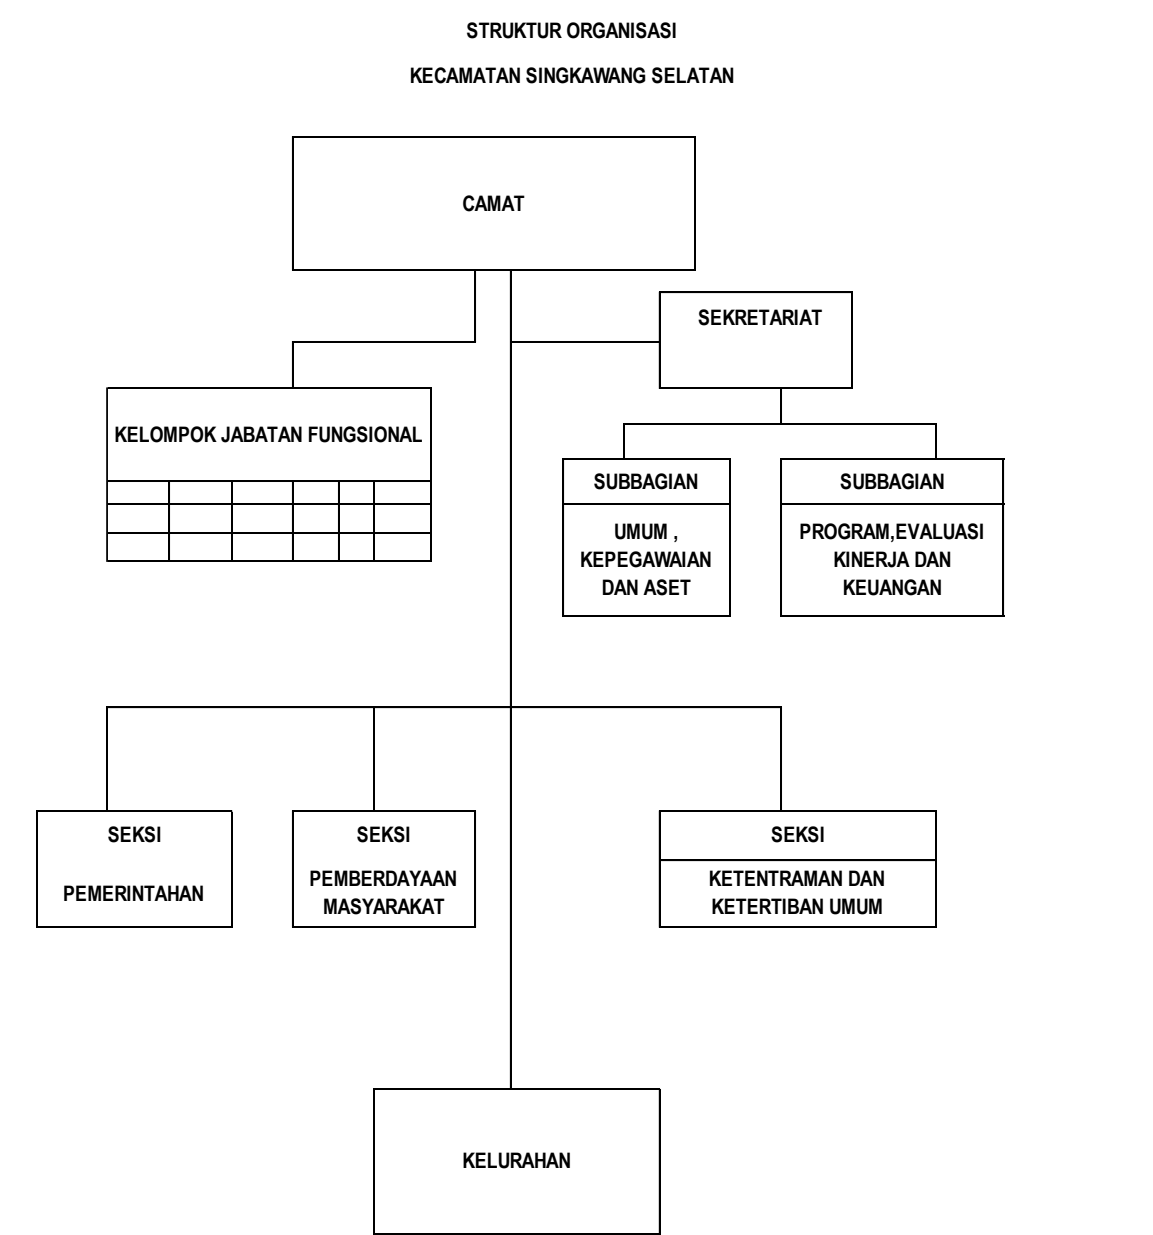 STRUKTUR ORGANISASI
KECAMATAN SINGKAWANG SELATAN
CAMAT
SEKRETARIAT
KELOMPOK JABATAN FUNGSIONAL
SUBBAGIAN
UMUM ,
KEPEGAWAIAN
DAN ASET
SUBBAGIAN
PROGRAM,EVALUASI
KINERJA DAN
KEUANGAN
SEKSI
PEMERINTAHAN
SEKSI
PEMBERDAYAAN
MASYARAKAT
SEKSI
KETENTRAMAN DAN
KETERTIBAN UMUM
KELURAHAN